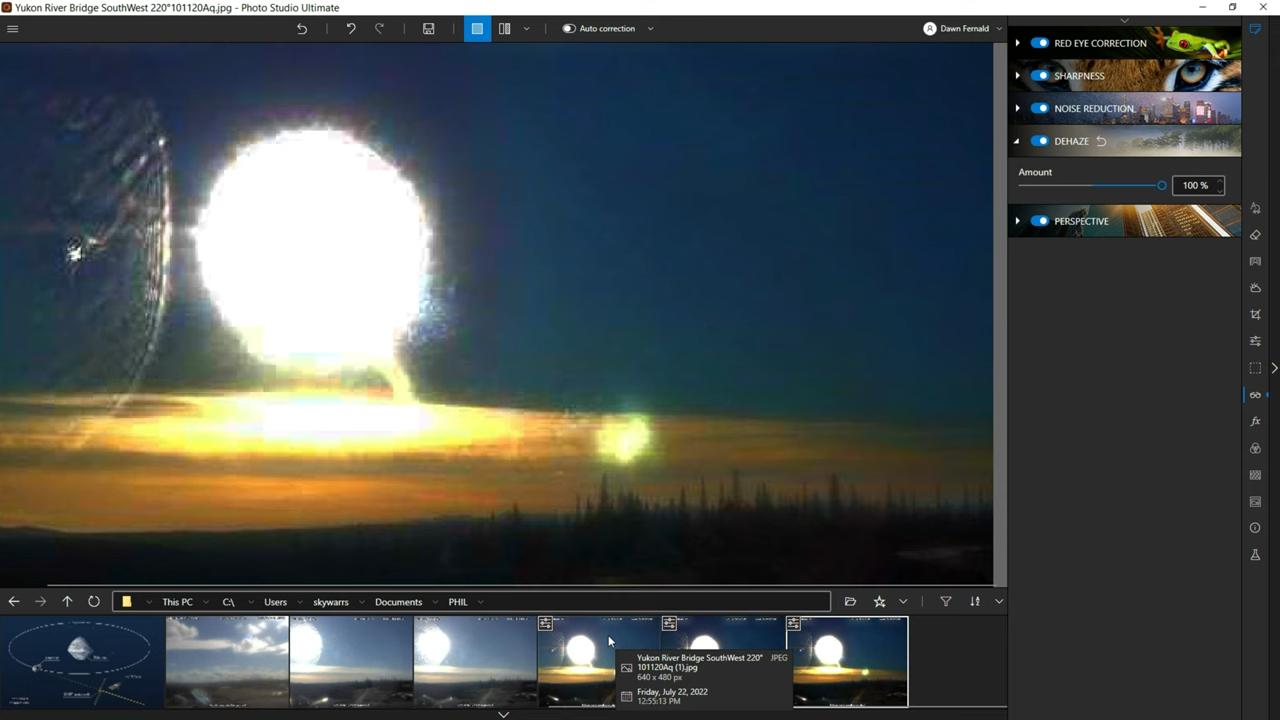 Yukon River Bridge SouthWest 220°101120Aq.jpg - Photo Studio Ultimate
Auto correction
Dawn Fernald
RED EYE CORRECTION
SHARPNESS
NOISE REDUCTION
DEHAZE
Amount
100 %
PERSPECTIVE
This PC
C:\
Users
skywarrs
Documents
PHIL
fx
Yukon River Bridge SouthWest 220° JPEG
101120Aq (1).jpg
640 x 480 px
Friday, July 22, 2022
12:55:13 PM